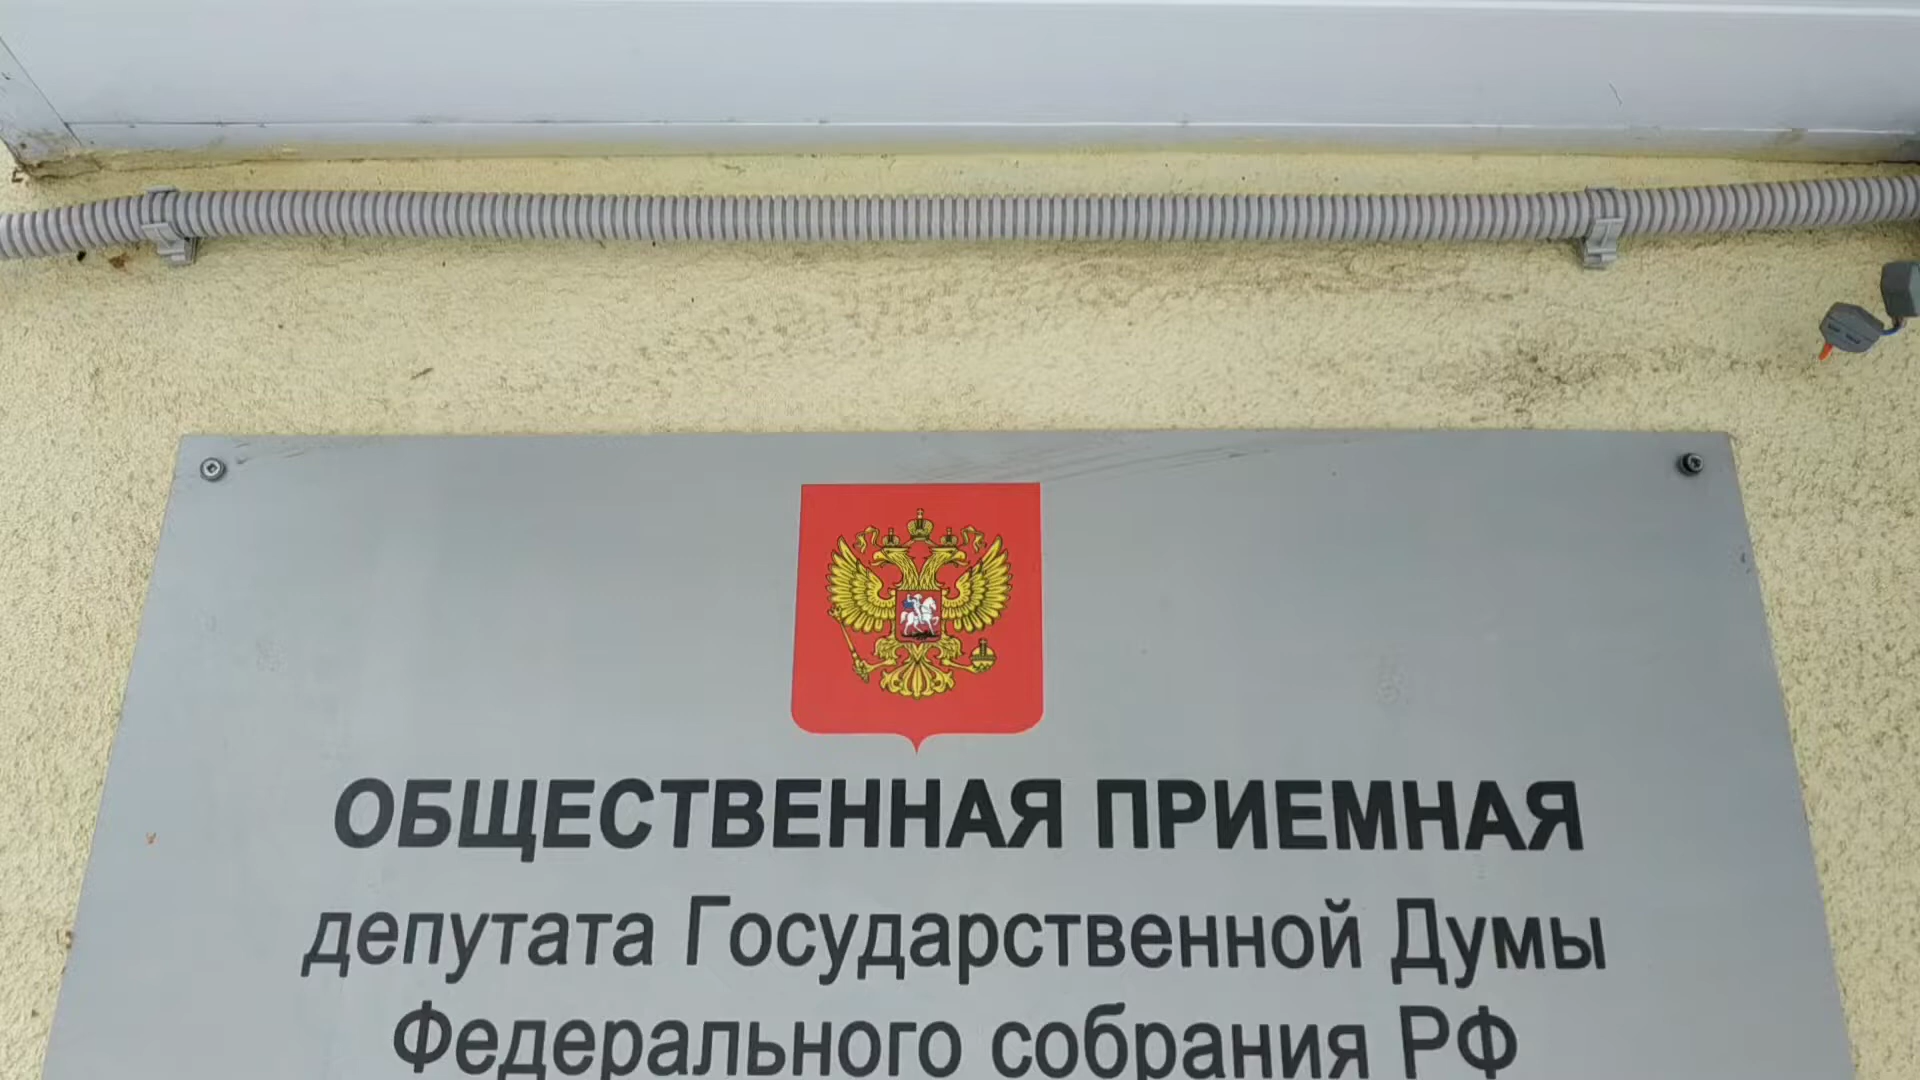 ОБЩЕСТВЕННАЯ ПРИЕМНАЯ
депутата Государственной Думы
Федерального собрания РФ